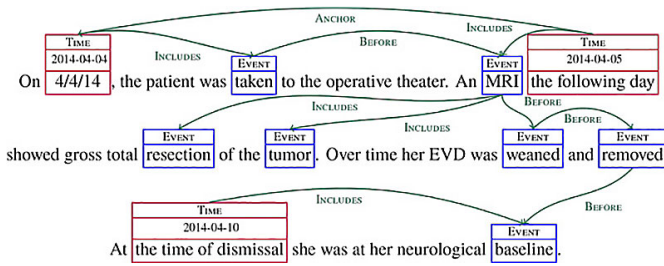 ANCHOR
TIME INCLUDES BEFORE INCLUDES TIME
2014-04-04 EVENT EVENT 2014-04-05
On 4/4/14 , the patient was taken to the operative theater. An MRI the following day
INCLUDES INCLUDES BEFORE BEFORE
EVENT EVENT EVENT EVENT
showed gross total resection of the tumor . Over time her EVD was weaned and removed
TIME INCLUDES BEFORE
2014-04-10 EVENT
At the time of dismissal she was at her neurological baseline .